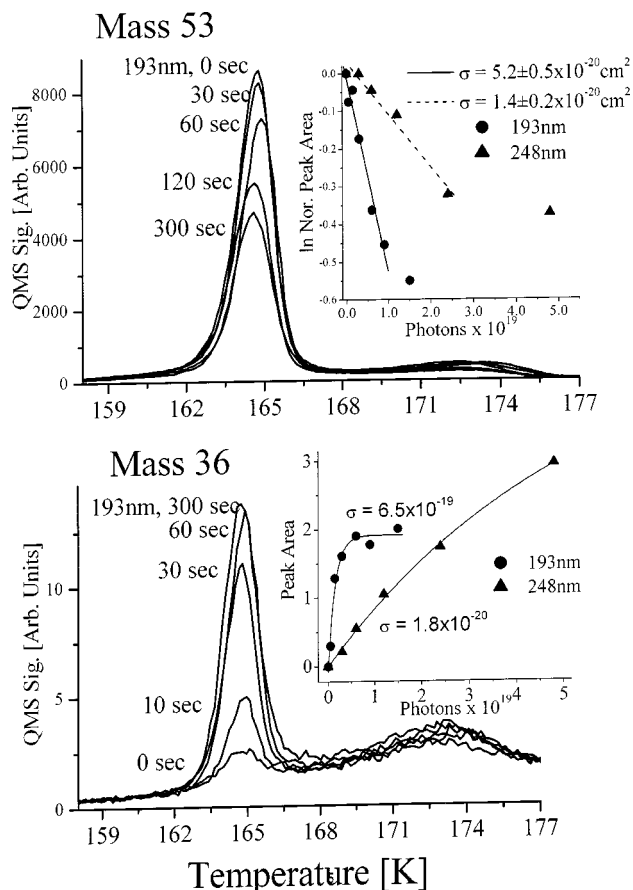 Mass 53
193nm, 0 sec
30 sec
60 sec
120 sec
300 sec
QMS Sig. [Arb. Units]
8000
6000
4000
2000
0
159 162 165 168 171 174 177
σ = 5.2±0.5x10⁻²⁰cm²
σ = 1.4±0.2x10⁻²⁰cm²
193nm
248nm
ln Nor. Peak Area
0.0
-0.1
-0.2
-0.3
-0.4
-0.5
-0.6
0.0 1.0 2.0 3.0 4.0 5.0
Photons x 10¹⁹
Mass 36
193nm, 300 sec
60 sec
30 sec
10 sec
0 sec
QMS Sig. [Arb. Units]
10
5
0
159 162 165 168 171 174 177
Temperature [K]
σ = 6.5x10⁻¹⁹
193nm
248nm
σ = 1.8x10⁻²⁰
Peak Area
3
2
1
0
0 1 2 3 4 5
Photons x 10¹⁹